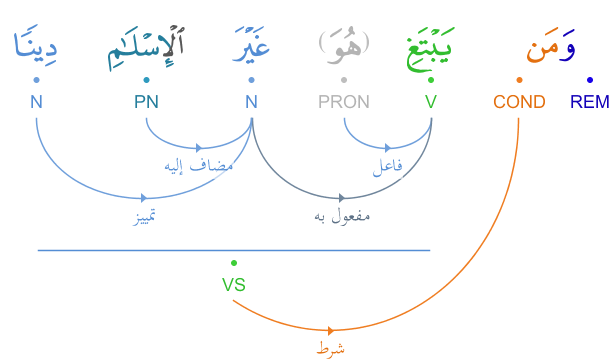 وَمَن يَبْتَغِ (هُوَ) غَيْرَ ٱلْإِسْلَٰمِ دِينًا
REM COND V PRON N PN N
فاعل مضاف إليه
مفعول به تمييز
VS
شرط